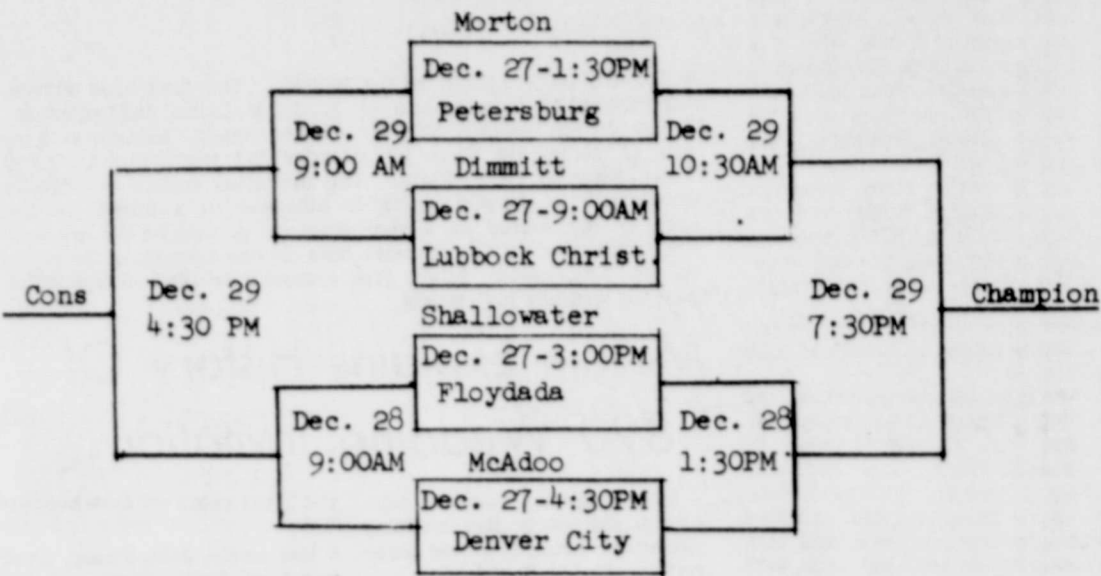 Morton
Dec. 27-1:30PM
Petersburg
Dec. 29
9:00 AM
Dec. 29
10:30AM
Dimmitt
Dec. 27-9:00AM
Lubbock Christ.
Cons
Dec. 29
4:30 PM
Dec. 29
7:30PM
Champion
Shallowater
Dec. 27-3:00PM
Floydada
Dec. 28
9:00AM
Dec. 28
1:30PM
McAdoo
Dec. 27-4:30PM
Denver City